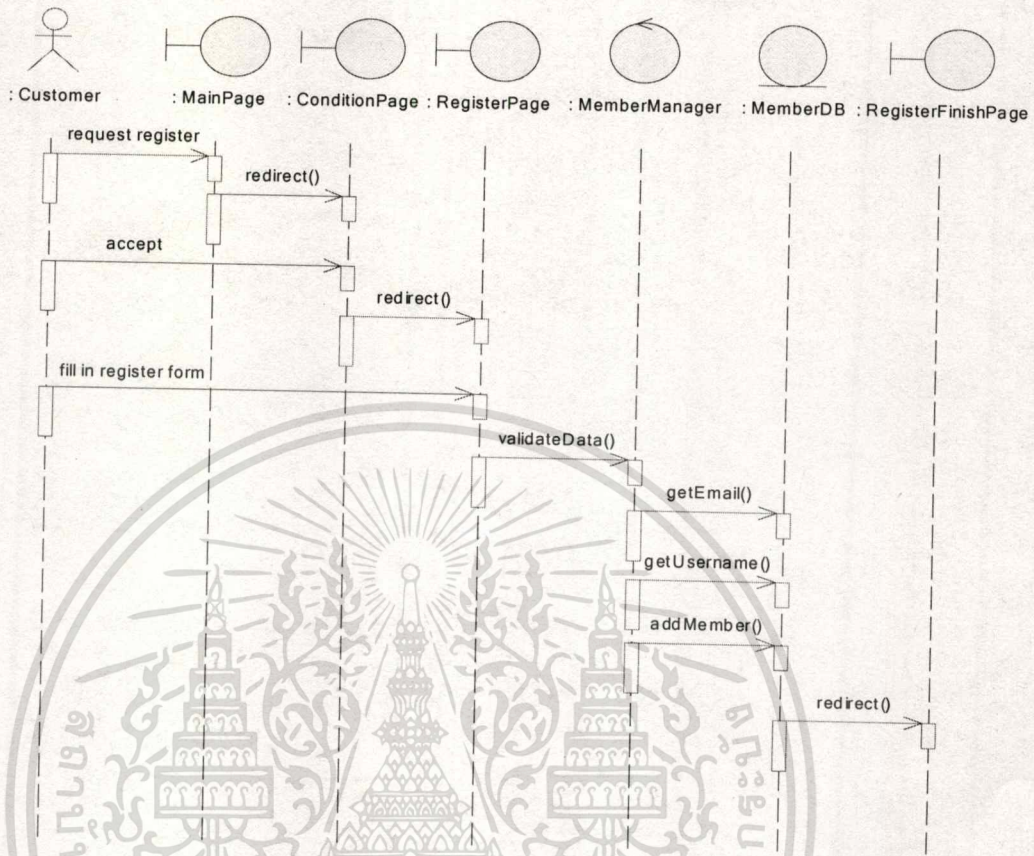 : Customer
: MainPage
: ConditionPage
: RegisterPage
: MemberManager
: MemberDB
: RegisterFinishPage
request register
redirect()
accept
redirect()
fill in register form
validateData()
getEmail()
getUsername()
addMember()
redirect()